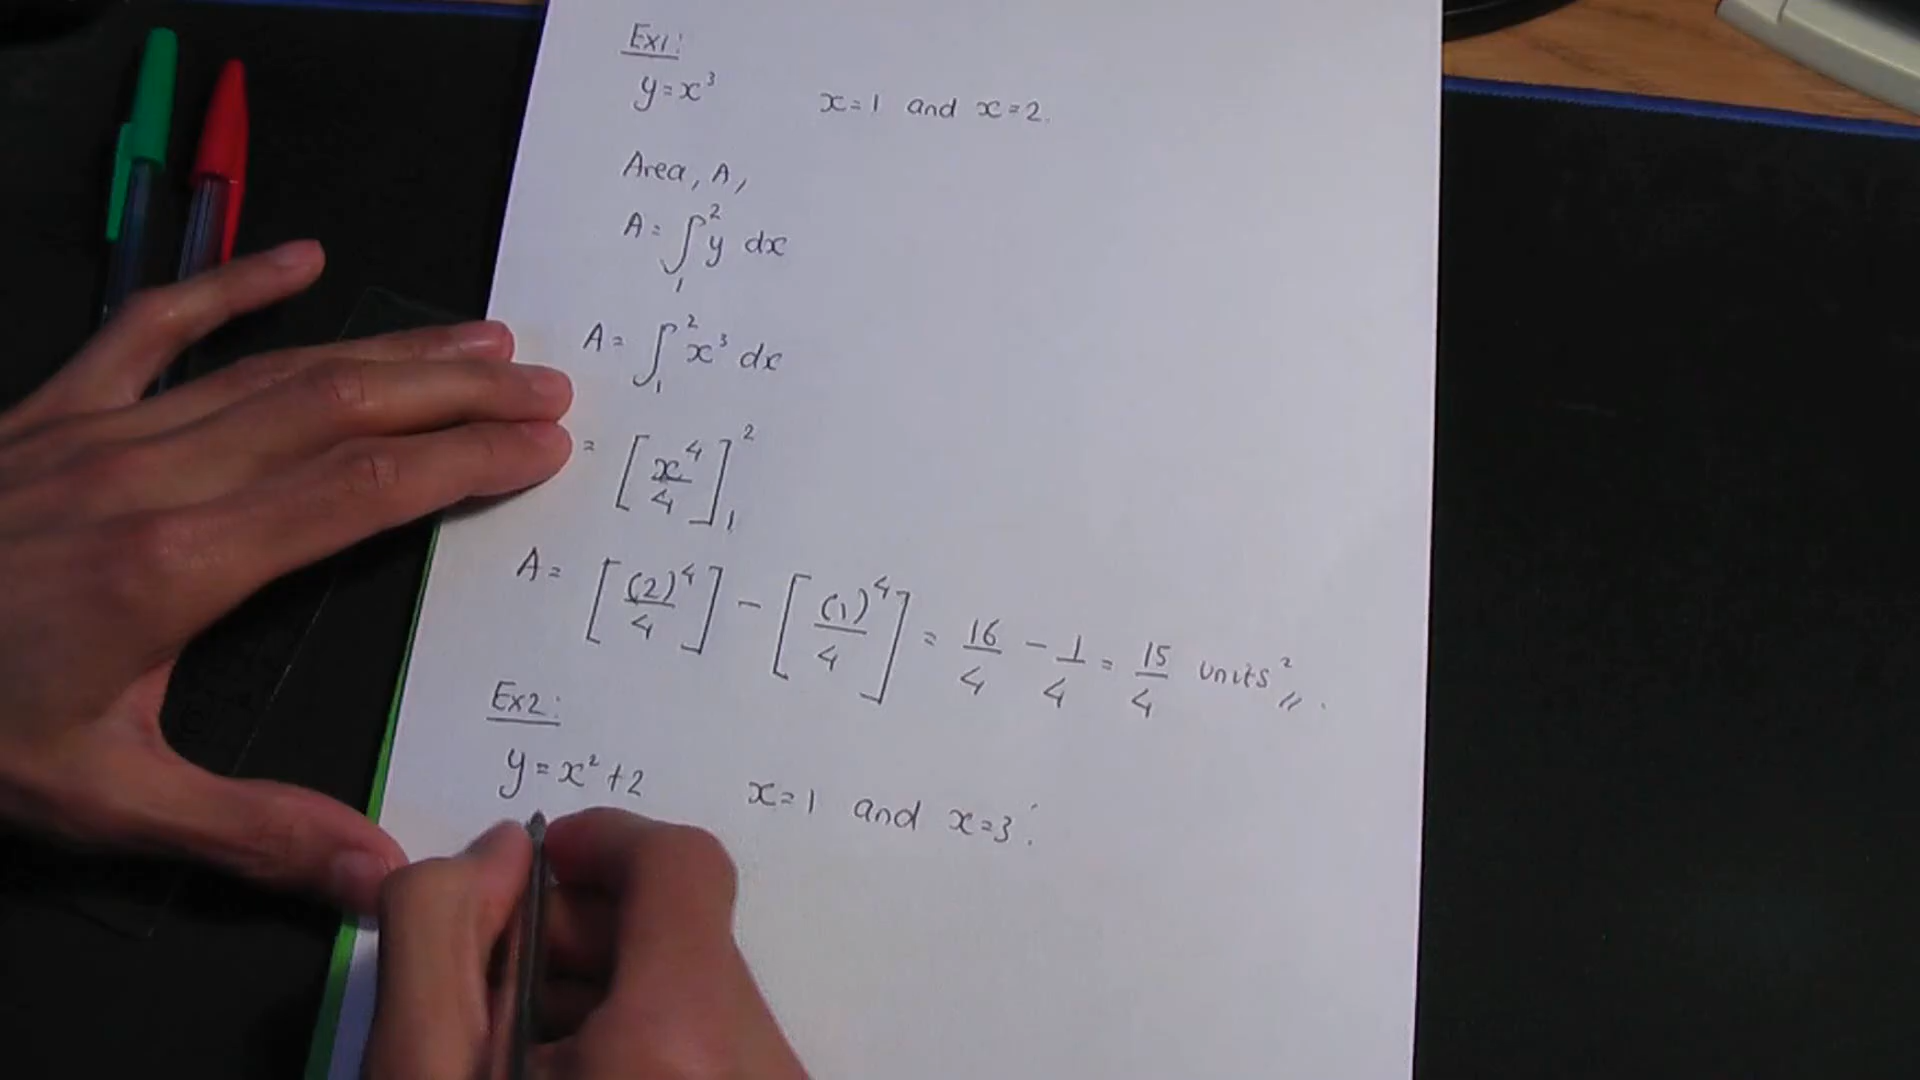 Ex1:
y = x³ x = 1 and x = 2.
Area, A,
A = ∫₁² y dx
A = ∫₁² x³ dx
= [x⁴/4]₁²
A = [(2)⁴/4] - [(1)⁴/4] = 16/4 - 1/4 = 15/4 units² //.
Ex2:
y = x² + 2 x = 1 and x = 3.